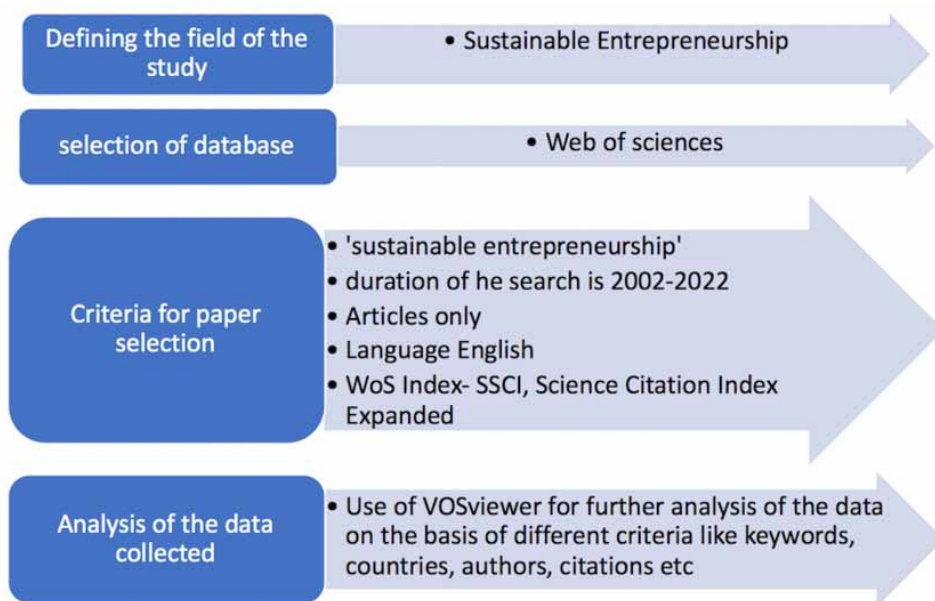 Defining the field of the
study
• Sustainable Entrepreneurship
selection of database
• Web of sciences
Criteria for paper
selection
• 'sustainable entrepreneurship'
• duration of he search is 2002-2022
• Articles only
• Language English
• WoS Index- SSCI, Science Citation Index
Expanded
Analysis of the data
collected
• Use of VOSviewer for further analysis of the data
on the basis of different criteria like keywords,
countries, authors, citations etc